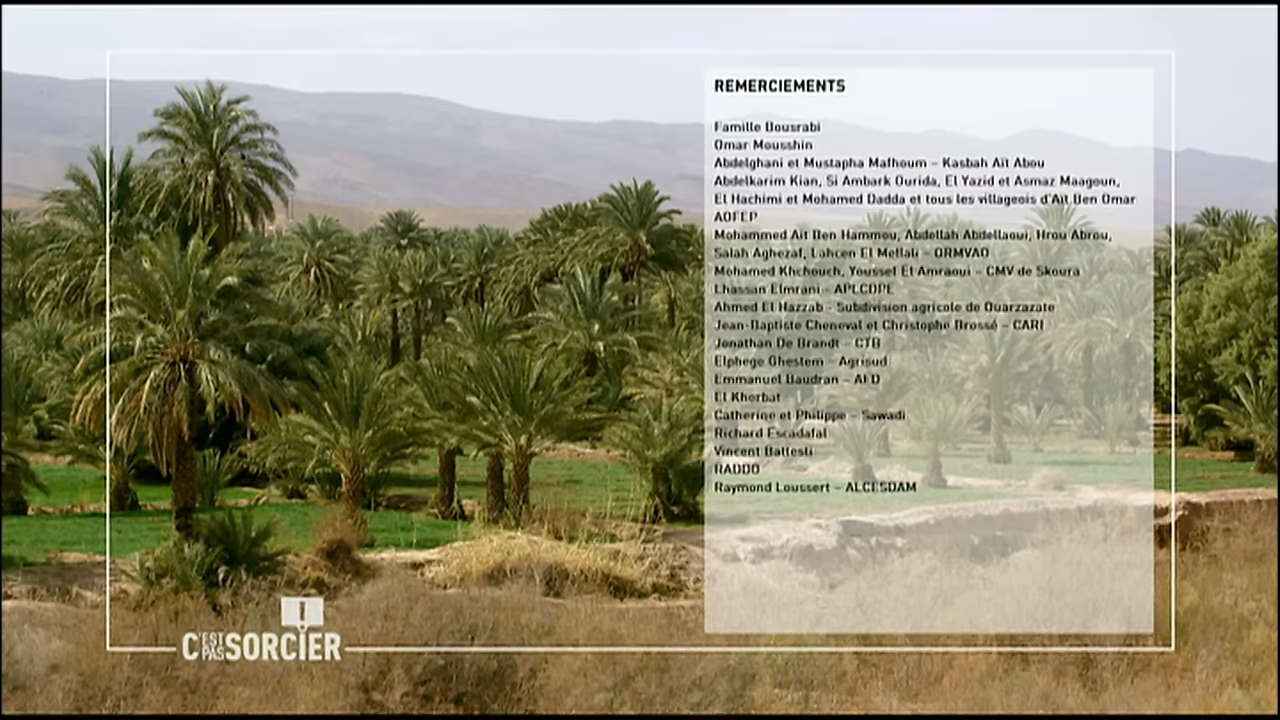 REMERCIEMENTS
Famille Bousrabi
Omar Mousshin
Abdelghani et Mustapha Malhoum – Kasbah Aït Abou
Abdelkarim Kian, Si Ambark Ourida, El Yazid et Asmaz Maagoun,
El Hachimi et Mohamed Dadda et tous les villageois d'Aït Ben Omar
AOFEP
Mohammed Ait Ben Hammou, Abdellah Abdellaoui, Hrou Abrou,
Salah Aghezaf, Lahcen El Metlali – ORMVAO
Mohamed Khchouch, Youssef El Amraoui – CMV de Skoura
Lhassan Elmrani – APLCDPE
Ahmed El Hazzab - Subdivision agricole de Ouarzazate
Jean-Baptiste Cheneval et Christophe Brossé – CARI
Jonathan De Brandt – CTB
Elphege Ghestem – Agrisud
Emmanuel Baudran – AFD
El Khorbat
Catherine et Philippe – Sawadi
Richard Escadafal
Vincent Battesti
RADDO
Raymond Loussert – ALCESDAM
C'EST PAS SORCIER